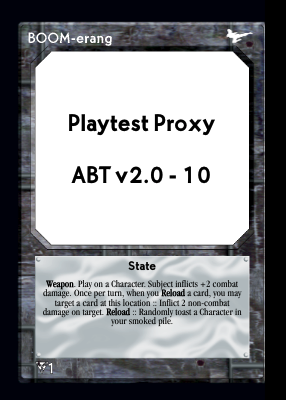 BOOM-erang
Playtest Proxy
ABT v2.0 - 10
State
Weapon. Play on a Character. Subject inflicts +2 combat
damage. Once per turn, when you Reload a card, you may
target a card at this location :: Inflict 2 non-combat
damage on target. Reload :: Randomly toast a Character in
your smoked pile.
1